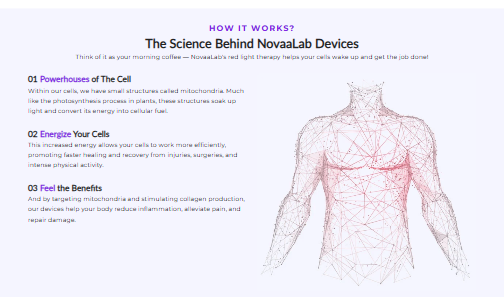 HOW IT WORKS?
The Science Behind NovaaLab Devices
Think of it as your morning coffee — NovaaLab's red light therapy helps your cells wake up and get the job done!
01 Powerhouses of The Cell
Within our cells, we have small structures called mitochondria. Much
like the photosynthesis process in plants, these structures soak up
light and convert its energy into cellular fuel.
02 Energize Your Cells
This increased energy allows your cells to work more efficiently,
promoting faster healing and recovery from injuries, surgeries, and
intense physical activity.
03 Feel the Benefits
And by targeting mitochondria and stimulating collagen production,
our devices help your body reduce inflammation, alleviate pain, and
repair damage.